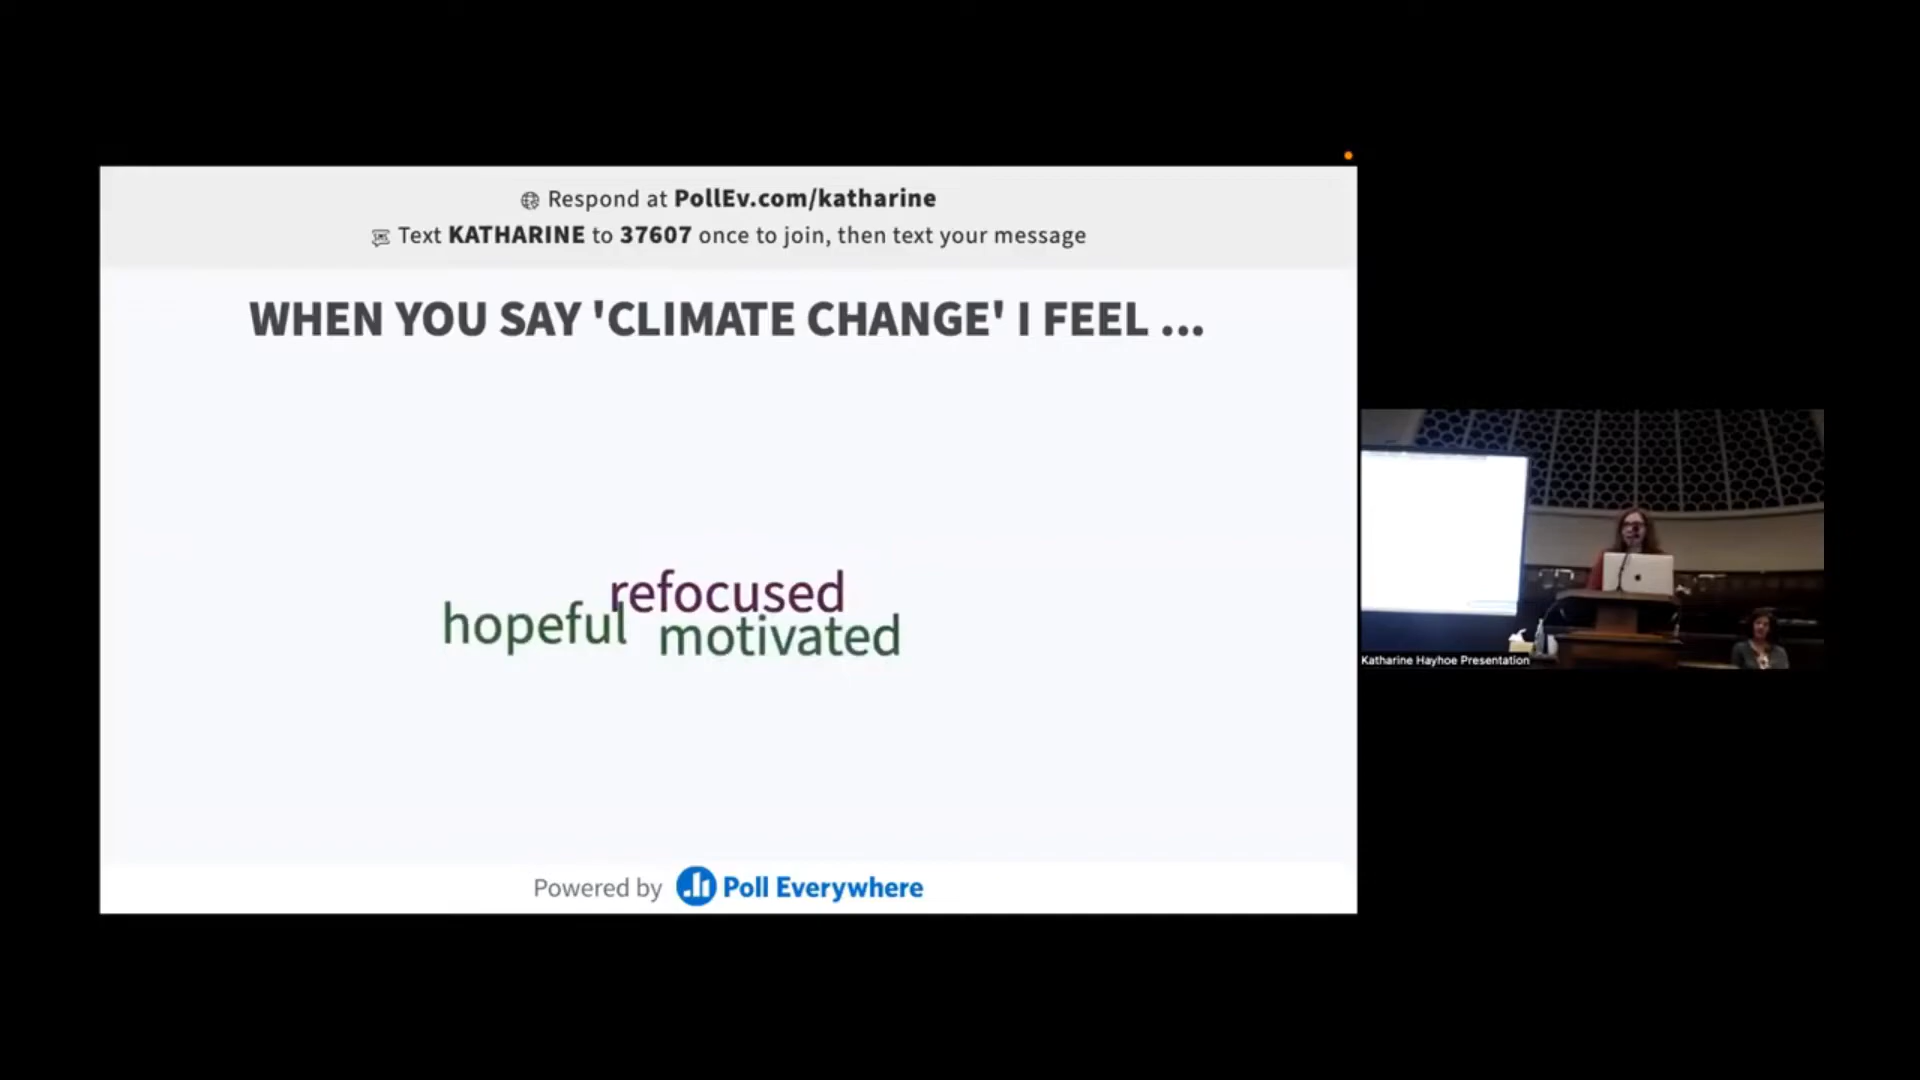 Respond at PollEv.com/katharine
Text KATHARINE to 37607 once to join, then text your message
WHEN YOU SAY 'CLIMATE CHANGE' I FEEL ...
refocused
hopeful
motivated
Powered by Poll Everywhere
Katharine Hayhoe Presentation